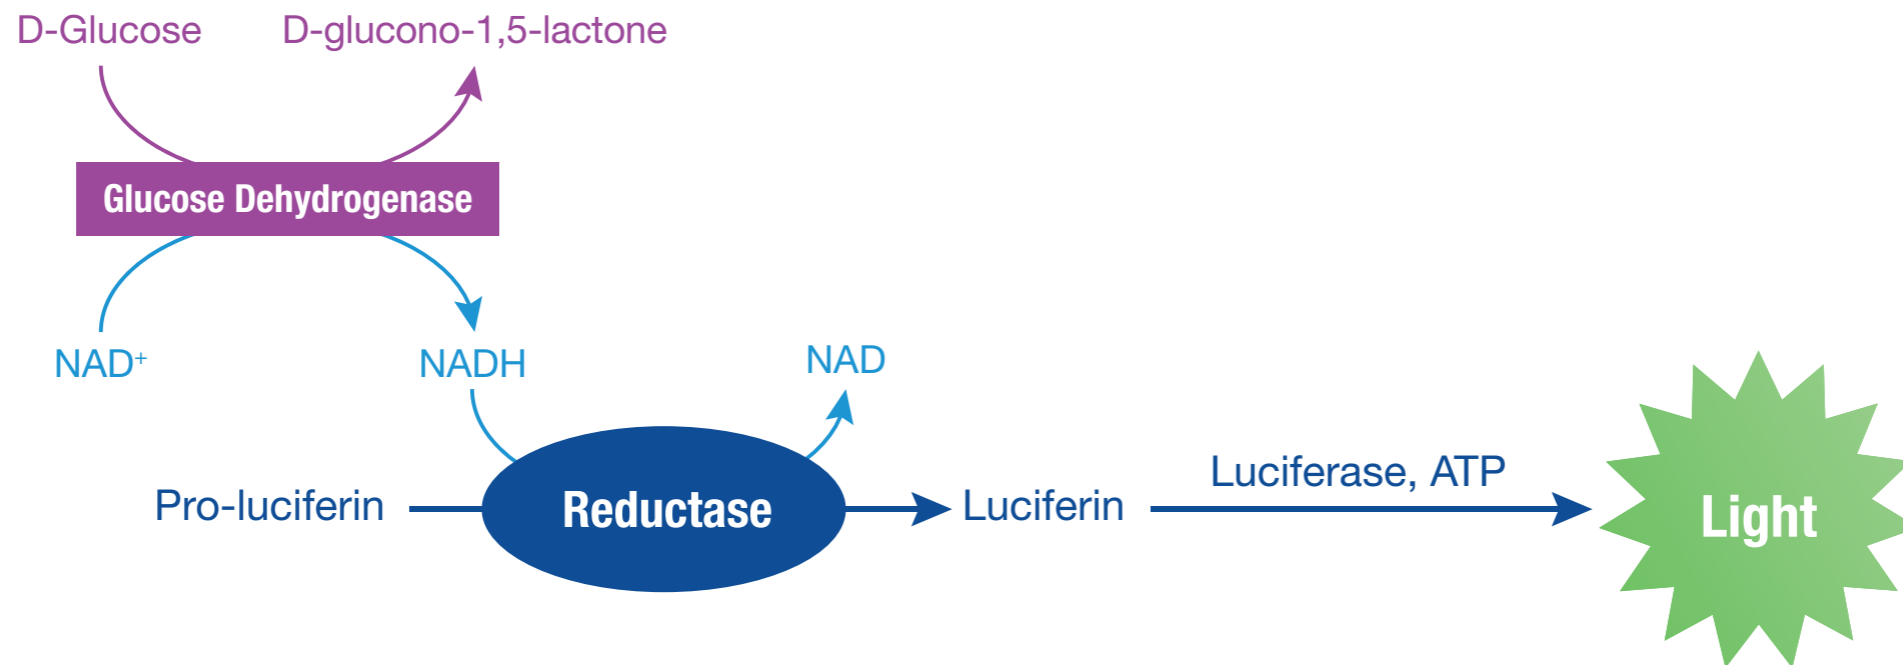 D-Glucose
D-glucono-1,5-lactone
Glucose Dehydrogenase
NAD⁺
NADH
NAD
Pro-luciferin
Reductase
Luciferin
Luciferase, ATP
Light